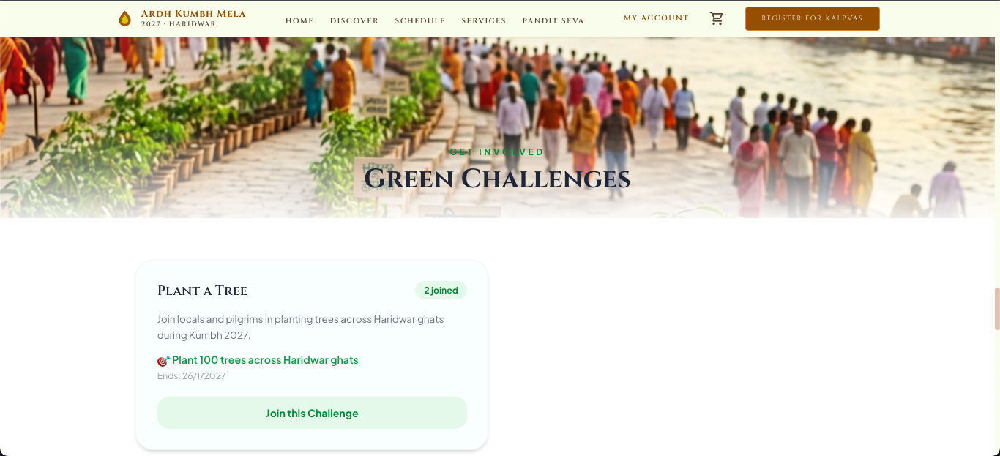 Ardh Kumbh Mela
2027 · HARIDWAR
HOME
DISCOVER
SCHEDULE
SERVICES
PANDIT SEVA
MY ACCOUNT
REGISTER FOR KALPVAS
GET INVOLVED
Green Challenges
Plant a Tree
2 joined
Join locals and pilgrims in planting trees across Haridwar ghats
during Kumbh 2027.
🎯 Plant 100 trees across Haridwar ghats
Ends: 26/1/2027
Join this Challenge